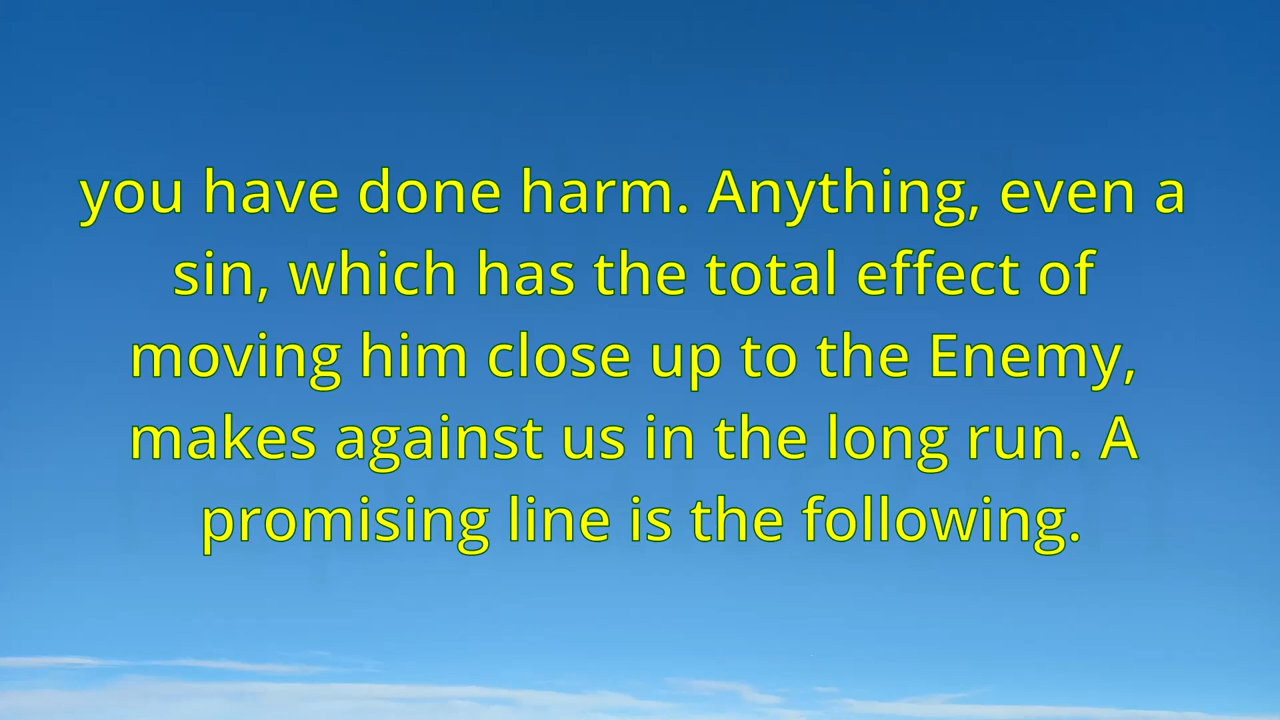 you have done harm. Anything, even a
sin, which has the total effect of
moving him close up to the Enemy,
makes against us in the long run. A
promising line is the following.